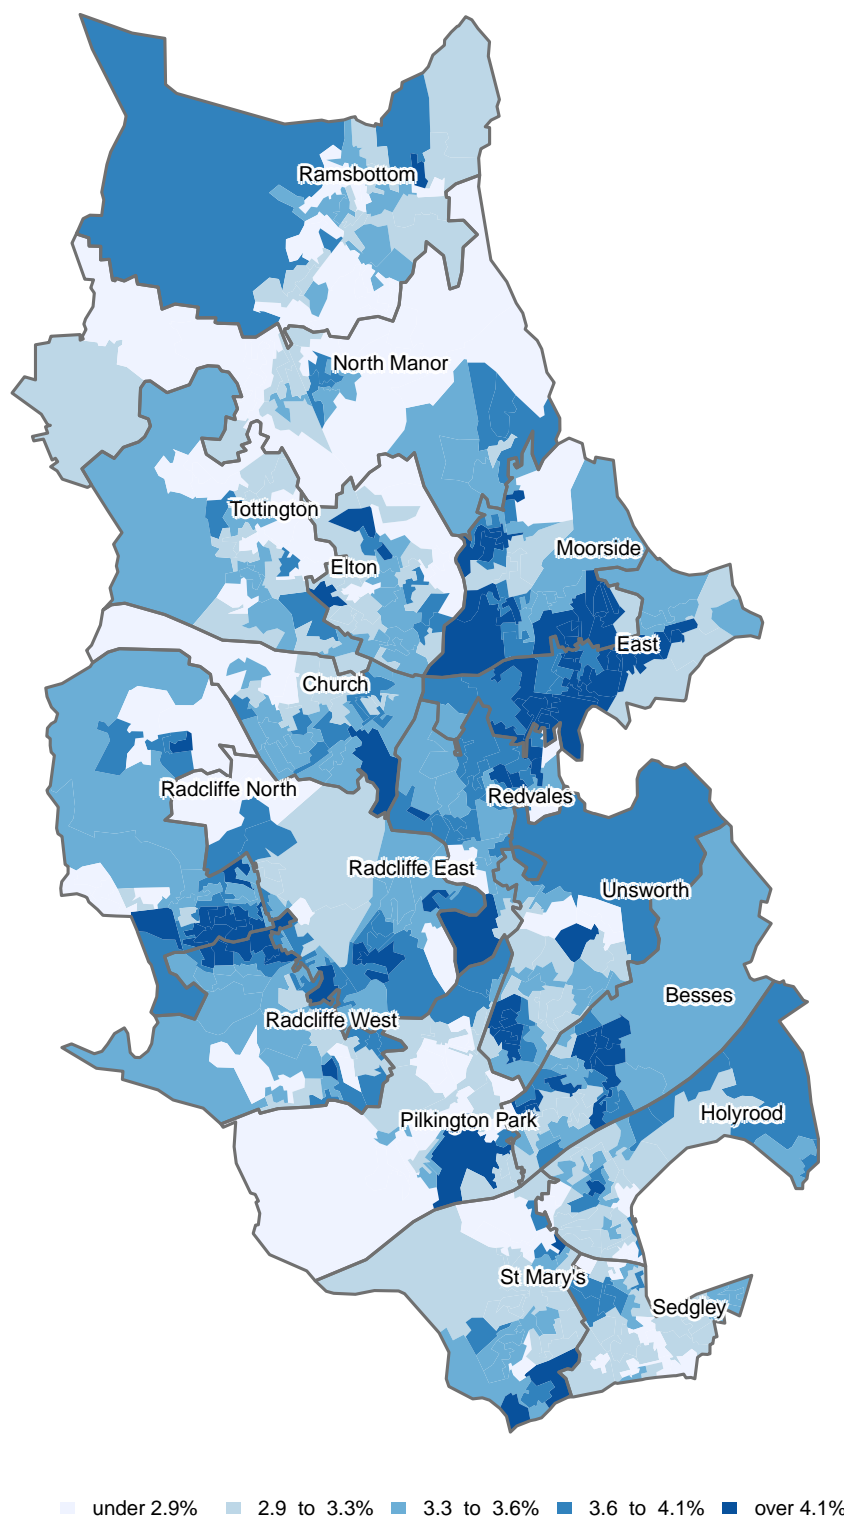 Ramsbottom
North Manor
Tottington
Moorside
Elton
East
Church
Radcliffe North
Redvales
Radcliffe East
Unsworth
Besses
Radcliffe West
Holyrood
Pilkington Park
St Mary's
Sedgley
under 2.9% 2.9 to 3.3% 3.3 to 3.6% 3.6 to 4.1% over 4.1%